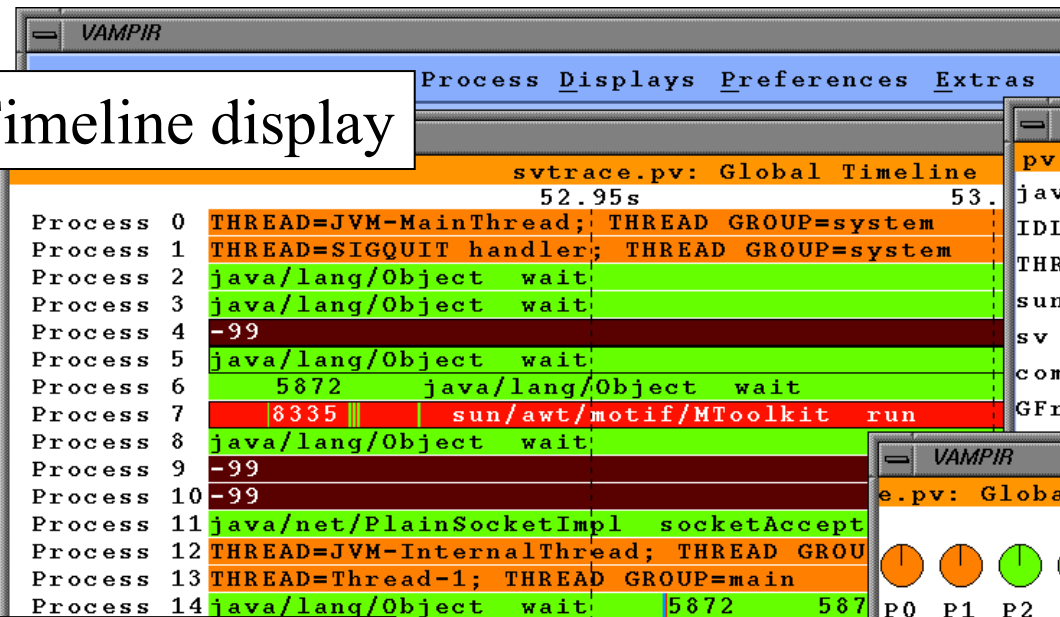 VAMPIR
Process Displays Preferences Extras
Timeline display
svtrace.pv: Global Timeline
52.95s 53.
Process 0 THREAD=JVM-MainThread; THREAD GROUP=system
Process 1 THREAD=SIGQUIT handler; THREAD GROUP=system
Process 2 java/lang/Object wait
Process 3 java/lang/Object wait
Process 4 -99
Process 5 java/lang/Object wait
Process 6 5872 java/lang/Object wait
Process 7 8335 sun/awt/motif/MToolkit run
Process 8 java/lang/Object wait
Process 9 -99
Process 10 -99
Process 11 java/net/PlainSocketImpl socketAccept
Process 12 THREAD=JVM-InternalThread; THREAD GROU
Process 13 THREAD=Thread-1; THREAD GROUP=main
Process 14 java/lang/Object wait 5872 587
pv
jav
IDL
THR
sun
sv
com
GFr
VAMPIR
e.pv: Globa
P0 P1 P2